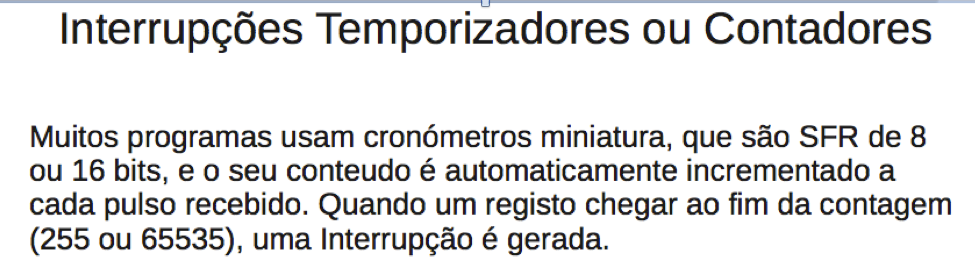 Interrupções Temporizadores ou Contadores
Muitos programas usam cronómetros miniatura, que são SFR de 8
ou 16 bits, e o seu conteudo é automaticamente incrementado a
cada pulso recebido. Quando um registo chegar ao fim da contagem
(255 ou 65535), uma Interrupção é gerada.